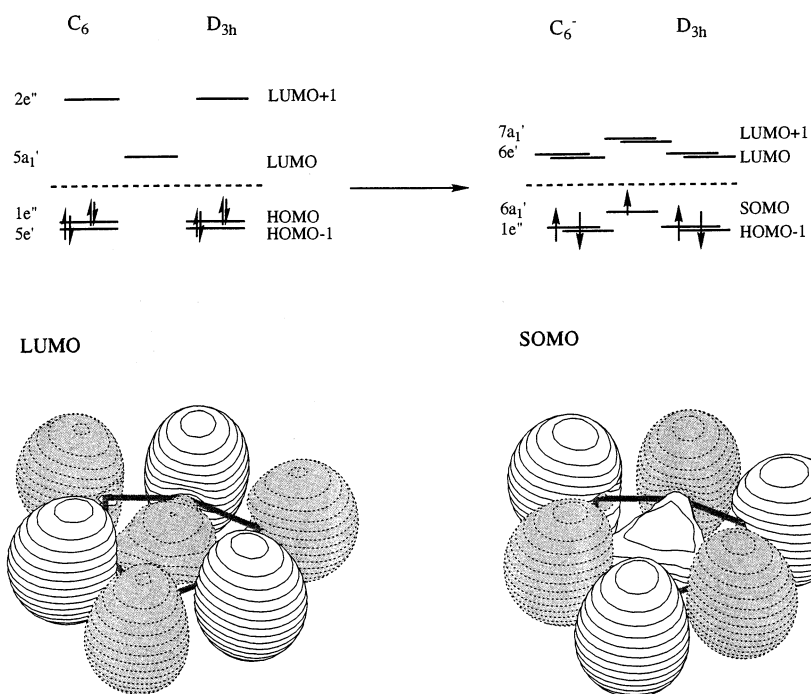 C6 D3h
2e" LUMO+1
5a1' LUMO
1e" HOMO
5e' HOMO-1
C6- D3h
7a1' LUMO+1
6e' LUMO
6a1' SOMO
1e" HOMO-1
LUMO
SOMO